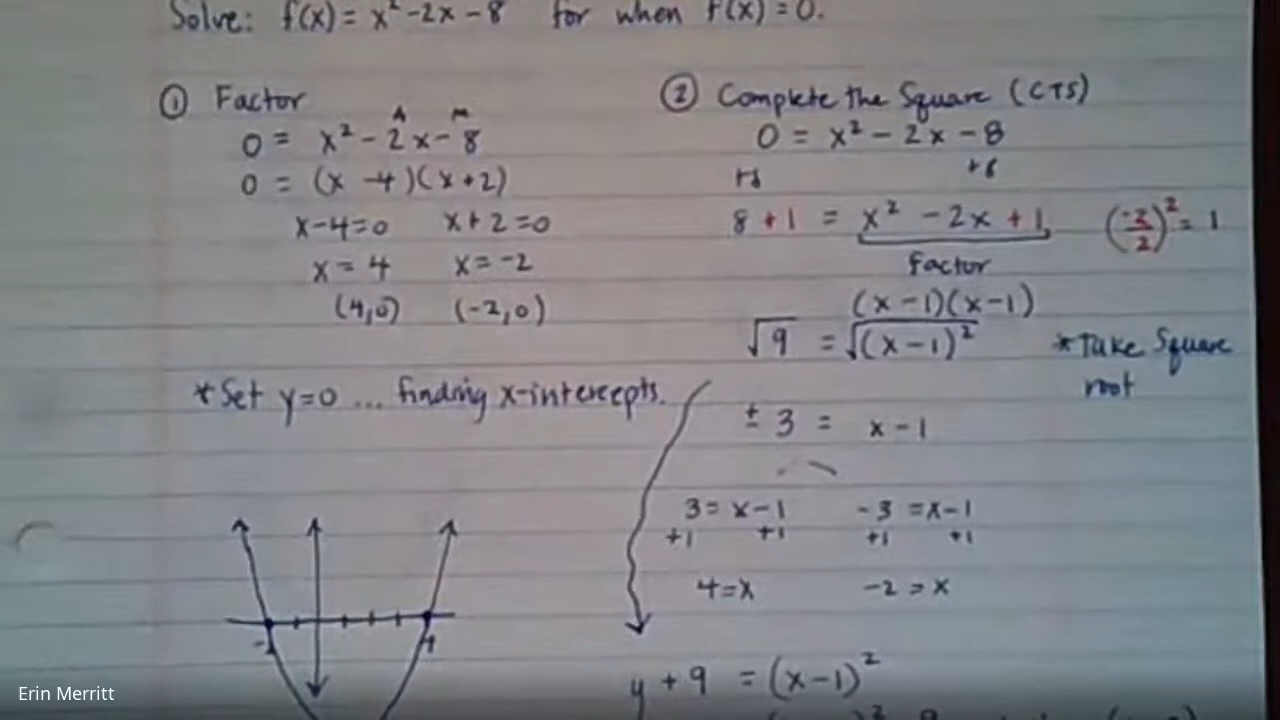 Solve: f(x) = x² - 2x - 8 for when f(x) = 0.
① Factor
A m
0 = x² - 2x - 8
0 = (x - 4)(x + 2)
x - 4 = 0 x + 2 = 0
x = 4 x = -2
(4,0) (-2,0)
* Set y = 0 ... finding x-intercepts.
-2 4
② Complete the Square (CTS)
0 = x² - 2x - 8
+8 +8
8 + 1 = x² - 2x + 1 (-2/2)² = 1
factor
(x - 1)(x - 1)
√9 = √(x - 1)² * Take Square
root
± 3 = x - 1
3 = x - 1 -3 = x - 1
+1 +1 +1 +1
4 = x -2 = x
y + 9 = (x - 1)²
Erin Merritt